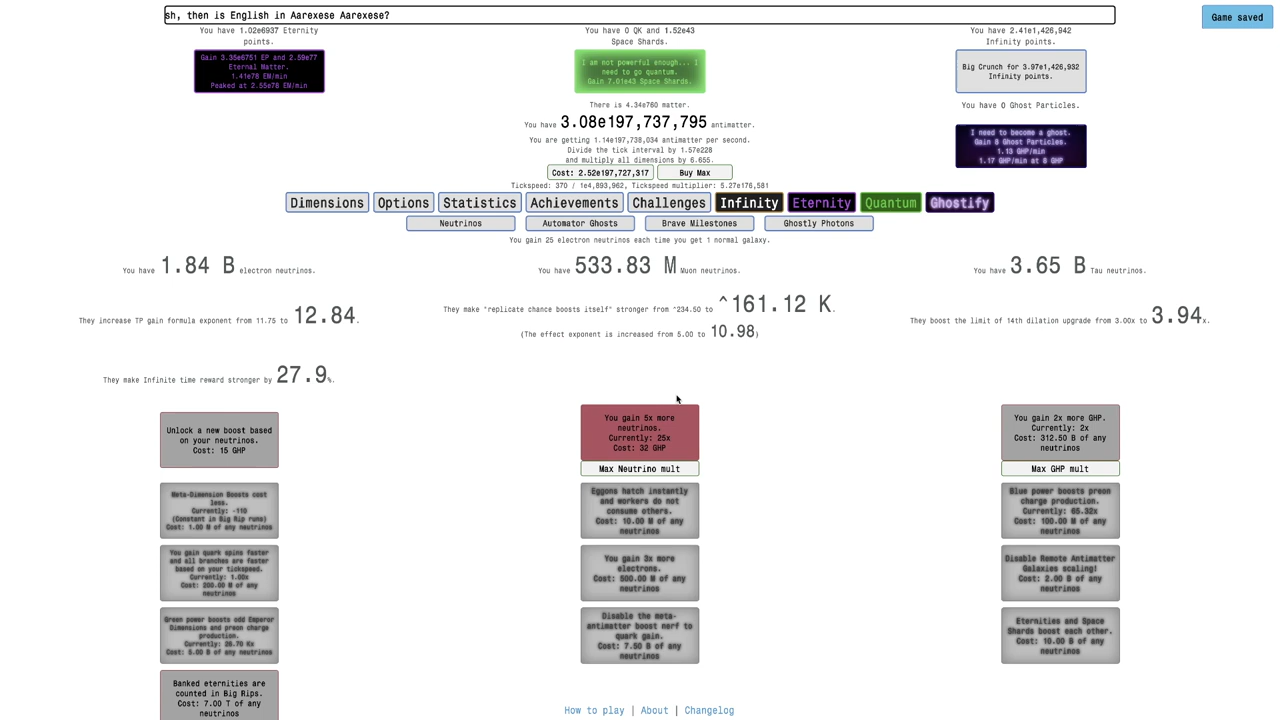 sh, then is English in Aarexese Aarexese?
Game saved
You have 1.02e6937 Eternity
points.
Gain 3.35e6751 EP and 2.59e77
Eternal Matter.
1.41e78 EM/min
Peaked at 2.55e78 EM/min
You have 0 QK and 1.52e43
Space Shards.
I am not powerful enough... I
need to go quantum.
Gain 7.01e43 Space Shards.
You have 2.41e1,426,942
Infinity points.
Big Crunch for 3.97e1,426,932
Infinity points.
There is 4.34e760 matter.
You have 3.08e197,737,795 antimatter.
You have 0 Ghost Particles.
I need to become a ghost.
Gain 8 Ghost Particles.
1.13 GHP/min
1.17 GHP/min at 8 GHP
You are getting 1.14e197,738,034 antimatter per second.
Divide the tick interval by 1.57e228
and multiply all dimensions by 6.655.
Cost: 2.52e197,727,317
Buy Max
Tickspeed: 370 / 1e4,893,962, Tickspeed multiplier: 5.27e176,581
Dimensions Options Statistics Achievements Challenges Infinity Eternity Quantum Ghostify
Neutrinos Automator Ghosts Brave Milestones Ghostly Photons
You gain 25 electron neutrinos each time you get 1 normal galaxy.
You have 1.84 B electron neutrinos.
You have 533.83 M Muon neutrinos.
You have 3.65 B Tau neutrinos.
They increase TP gain formula exponent from 11.75 to 12.84.
They make "replicate chance boosts itself" stronger from ^234.50 to ^161.12 K.
(The effect exponent is increased from 5.00 to 10.98)
They boost the limit of 14th dilation upgrade from 3.00x to 3.94x.
They make Infinite time reward stronger by 27.9%.
Unlock a new boost based
on your neutrinos.
Cost: 15 GHP
You gain 5x more
neutrinos.
Currently: 25x
Cost: 32 GHP
Max Neutrino mult
You gain 2x more GHP.
Currently: 2x
Cost: 312.50 B of any
neutrinos
Max GHP mult
Meta-Dimension Boosts cost
less.
Currently: -110
(Constant in Big Rip runs)
Cost: 1.00 M of any neutrinos
Eggons hatch instantly
and workers do not
consume others.
Cost: 10.00 M of any
neutrinos
Blue power boosts preon
charge production.
Currently: 65.32x
Cost: 100.00 M of any
neutrinos
You gain quark spins faster
and all branches are faster
based on your tickspeed.
Currently: 1.00x
Cost: 200.00 M of any
neutrinos
You gain 3x more
electrons.
Cost: 500.00 M of any
neutrinos
Disable Remote Antimatter
Galaxies scaling!
Cost: 2.00 B of any
neutrinos
Green power boosts odd Emperor
Dimensions and preon charge
production.
Currently: 26.70 Kx
Cost: 5.00 B of any neutrinos
Disable the meta-
antimatter boost nerf to
quark gain.
Cost: 7.50 B of any
neutrinos
Eternities and Space
Shards boost each other.
Cost: 10.00 B of any
neutrinos
Banked eternities are
counted in Big Rips.
Cost: 7.00 T of any
neutrinos
How to play | About | Changelog